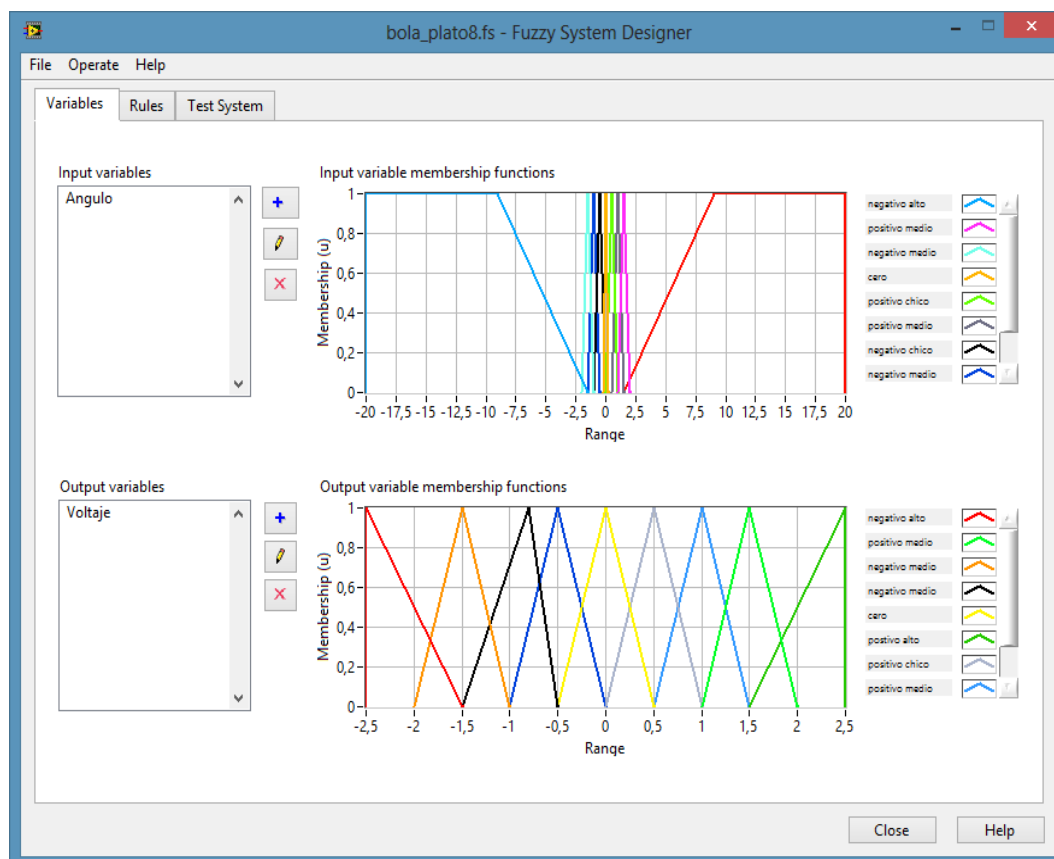 bola_plato8.fs - Fuzzy System Designer
File Operate Help
Variables Rules Test System
Input variables
Angulo
Input variable membership functions
1
0,8
0,6
0,4
0,2
0
Membership (u)
-20 -17,5 -15 -12,5 -10 -7,5 -5 -2,5 0 2,5 5 7,5 10 12,5 15 17,5 20
Range
negativo alto
positivo medio
negativo medio
cero
positivo chico
positivo medio
negativo chico
negativo medio
Output variables
Voltaje
Output variable membership functions
1
0,8
0,6
0,4
0,2
0
Membership (u)
-2,5 -2 -1,5 -1 -0,5 0 0,5 1 1,5 2 2,5
Range
negativo alto
positivo medio
negativo medio
negativo medio
cero
postivo alto
positivo chico
positivo medio
Close Help